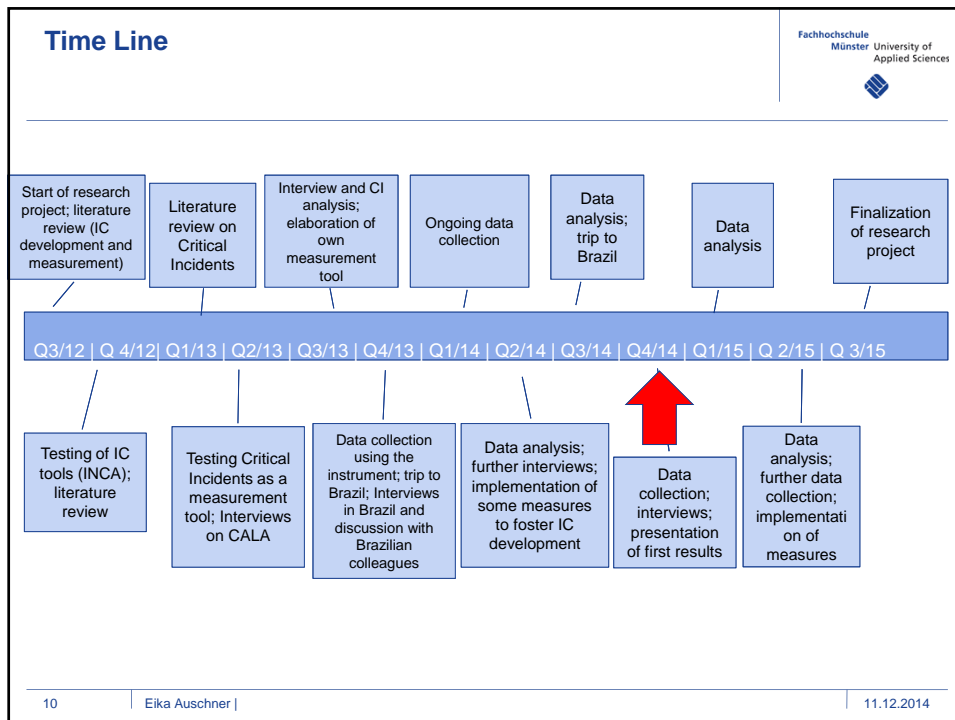 Time Line
Fachhochschule
Münster University of
Applied Sciences
Start of research
project; literature
review (IC
development and
measurement)
Literature
review on
Critical
Incidents
Interview and CI
analysis;
elaboration of
own
measurement
tool
Ongoing data
collection
Data
analysis;
trip to
Brazil
Data
analysis
Finalization
of research
project
Q3/12 | Q 4/12| Q1/13 | Q2/13 | Q3/13 | Q4/13 | Q1/14 | Q2/14 | Q3/14 | Q4/14 | Q1/15 | Q 2/15 | Q 3/15
Testing of IC
tools (INCA);
literature
review
Testing Critical
Incidents as a
measurement
tool; Interviews
on CALA
Data collection
using the
instrument; trip to
Brazil; Interviews
in Brazil and
discussion with
Brazilian
colleagues
Data analysis;
further interviews;
implementation of
some measures
to foster IC
development
Data
collection;
interviews;
presentation
of first results
Data
analysis;
further data
collection;
implementati
on of
measures
10
Eika Auschner |
11.12.2014